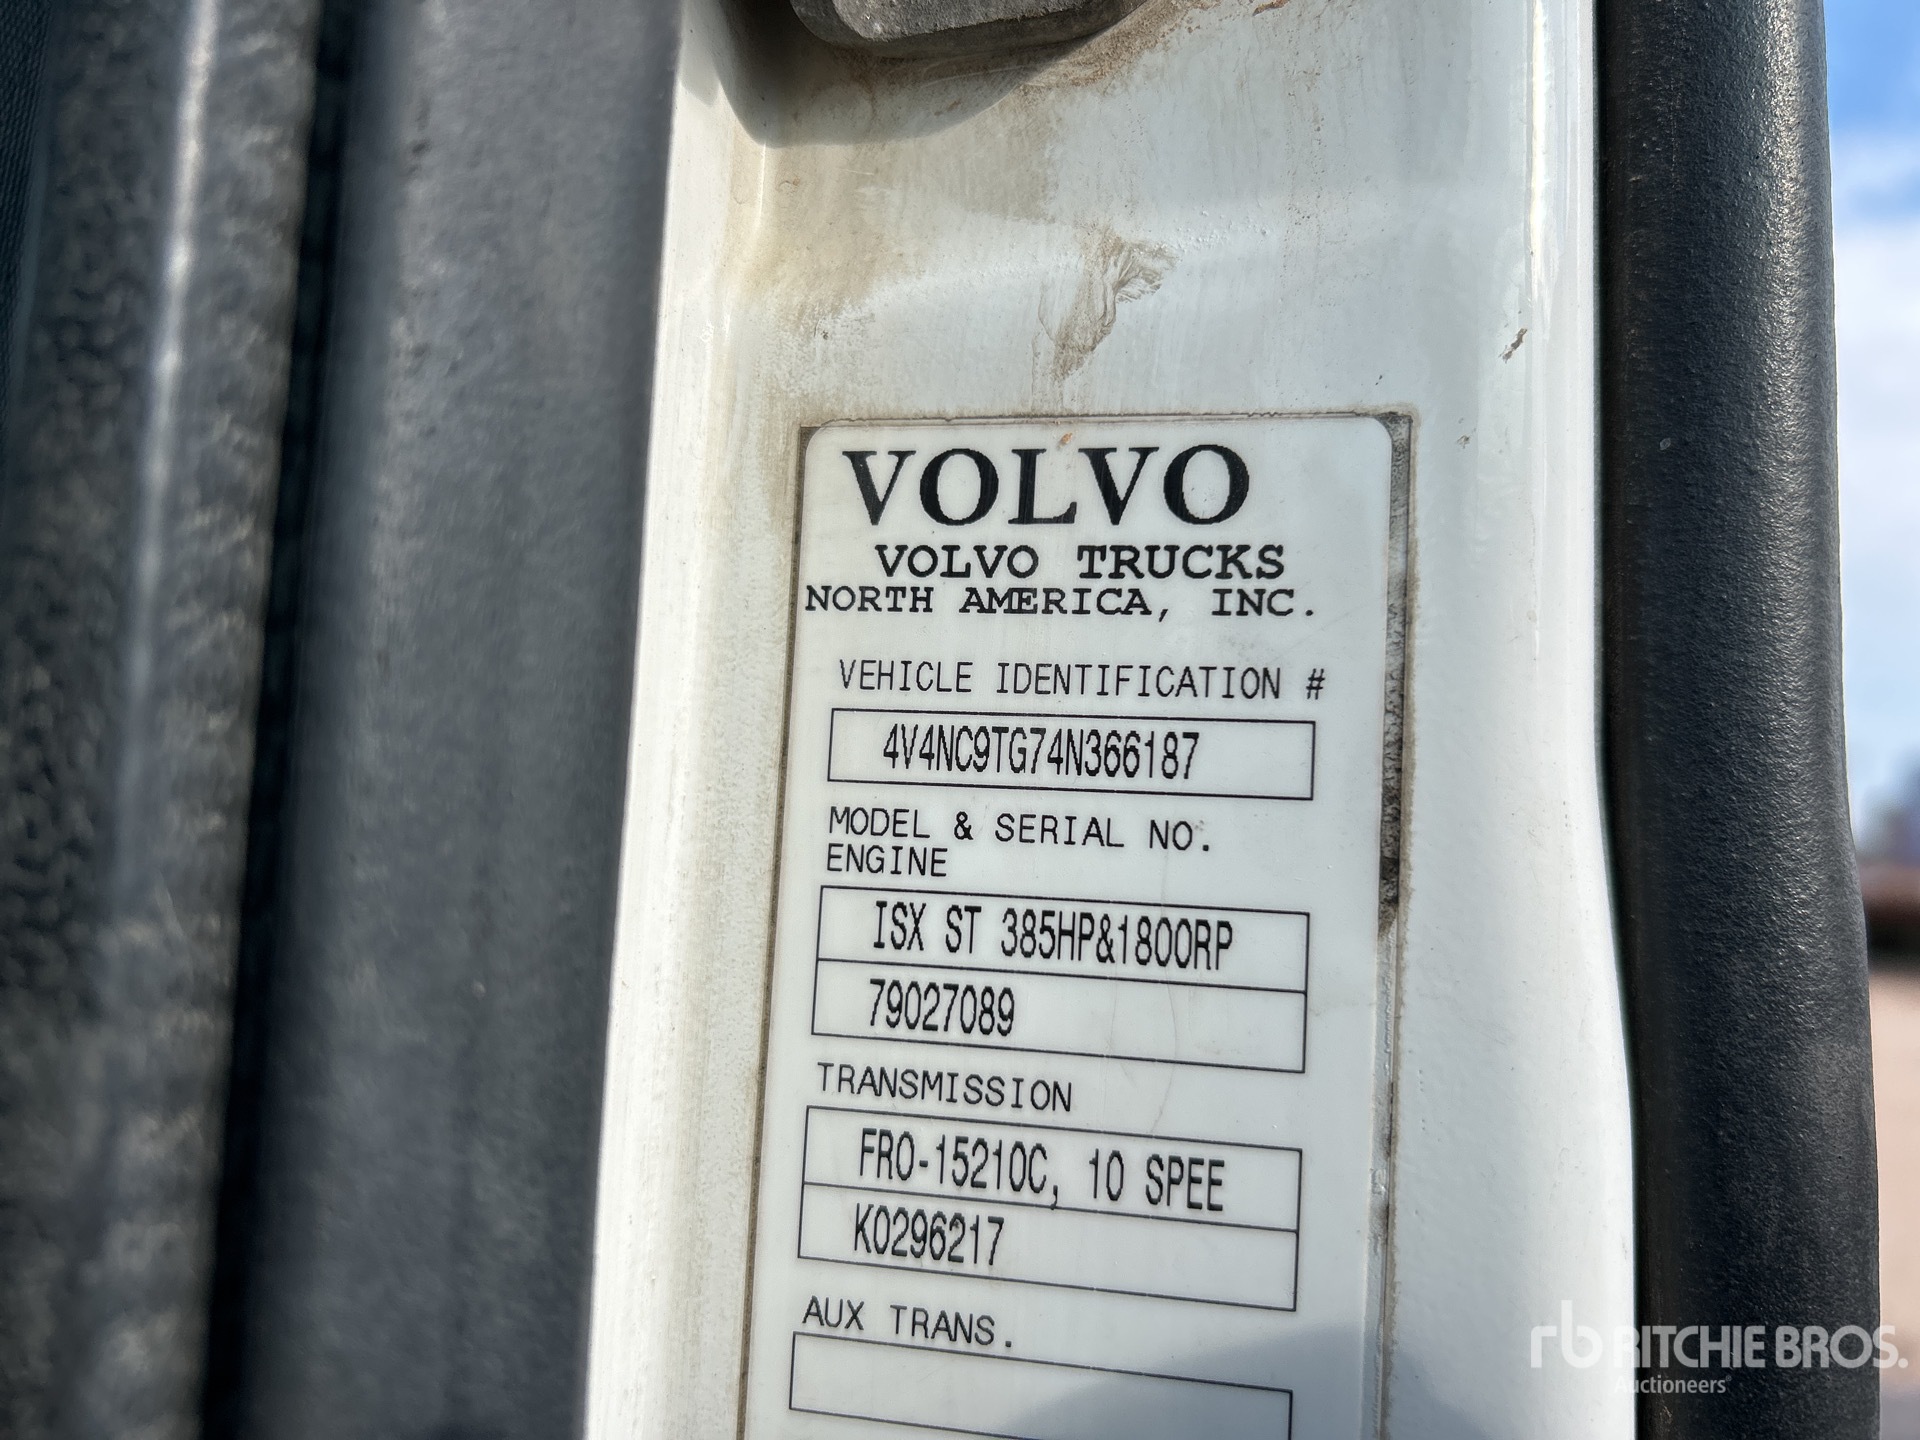 VOLVO
VOLVO TRUCKS
NORTH AMERICA, INC.
VEHICLE IDENTIFICATION #
4V4NC9TG74N366187
MODEL & SERIAL NO.
ENGINE
ISX ST 385HP&1800RP
79027089
TRANSMISSION
FRO-15210C, 10 SPEE
K0296217
AUX TRANS.
rb RITCHIE BROS.
Auctioneers